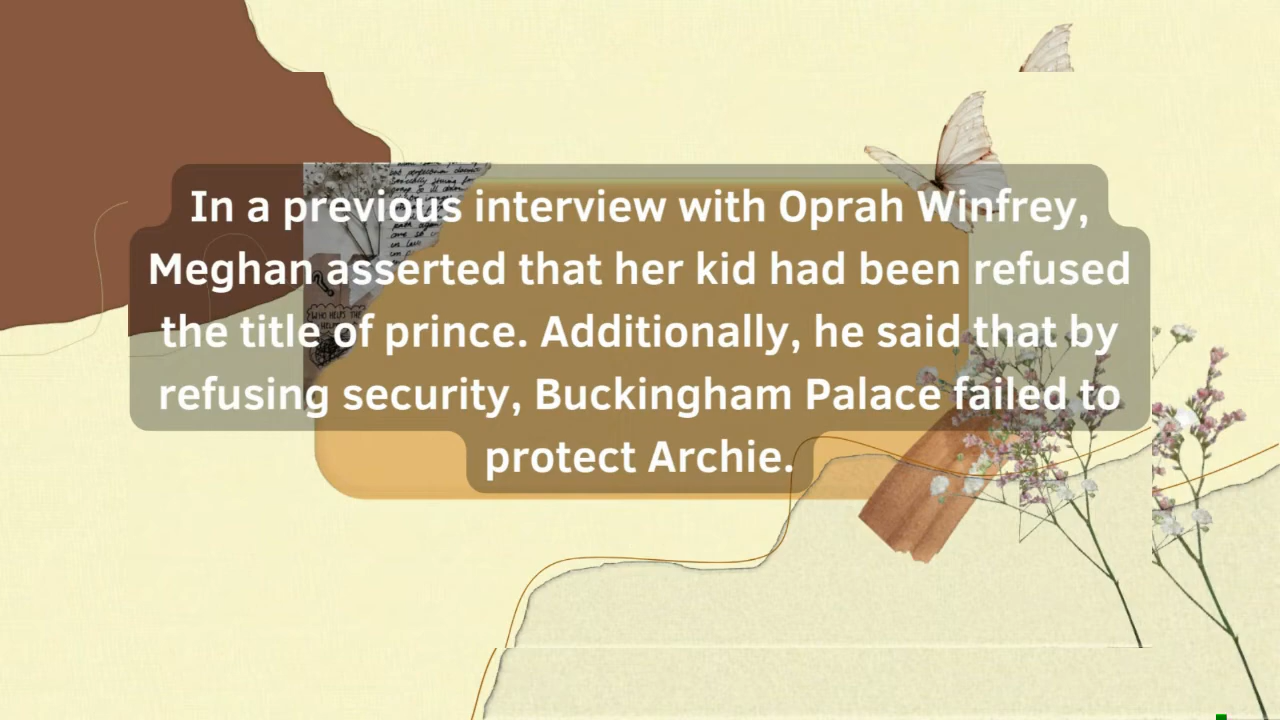 In a previous interview with Oprah Winfrey,
Meghan asserted that her kid had been refused
the title of prince. Additionally, he said that by
refusing security, Buckingham Palace failed to
protect Archie.